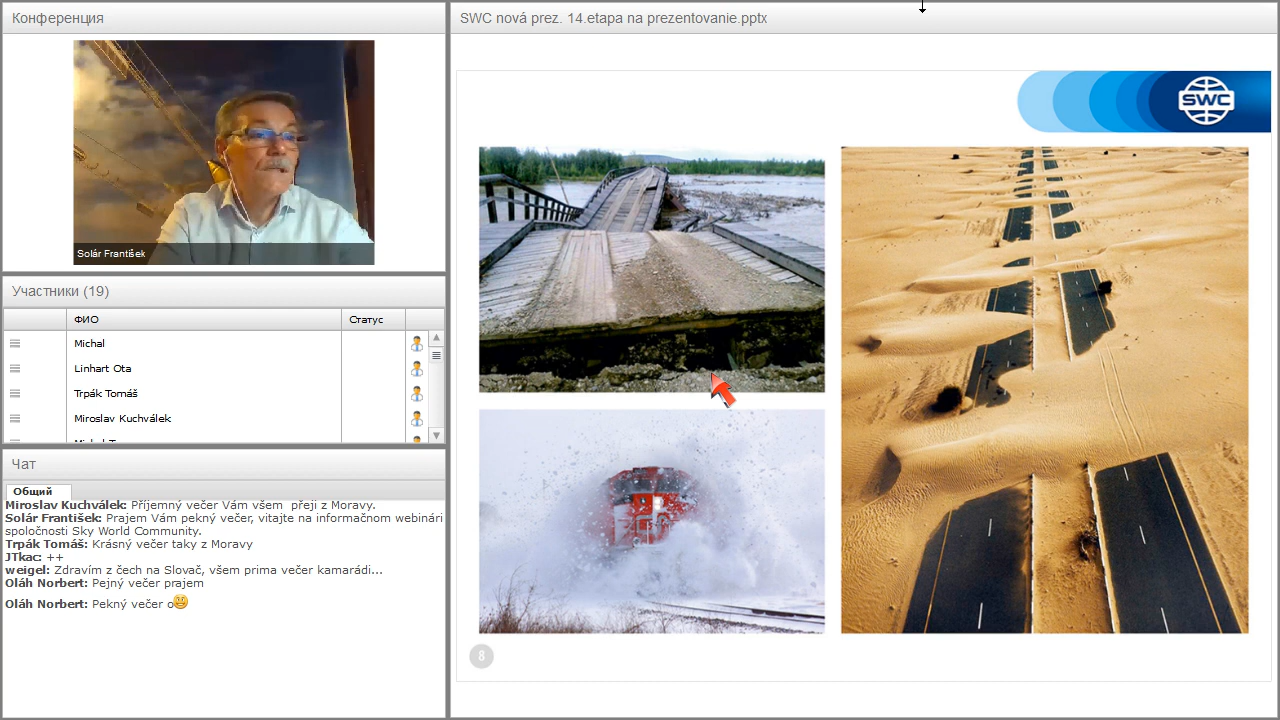 Конференция
Solár František
Участники (19)
ФИО
Статус
Michal
Linhart Ota
Trpák Tomáš
Miroslav Kuchválek
Чат
Общий
Miroslav Kuchválek: Příjemný večer Vám všem přeji z Moravy.
Solár František: Prajem Vám pekný večer, vitajte na informačnom webinári
spoločnosti Sky World Community.
Trpák Tomáš: Krásný večer taky z Moravy
JTkac: ++
weigel: Zdravím z čech na Slovač, všem prima večer kamarádi...
Oláh Norbert: Pejný večer prajem
Oláh Norbert: Pekný večer o
SWC nová prez. 14.etapa na prezentovanie.pptx
SWC
8